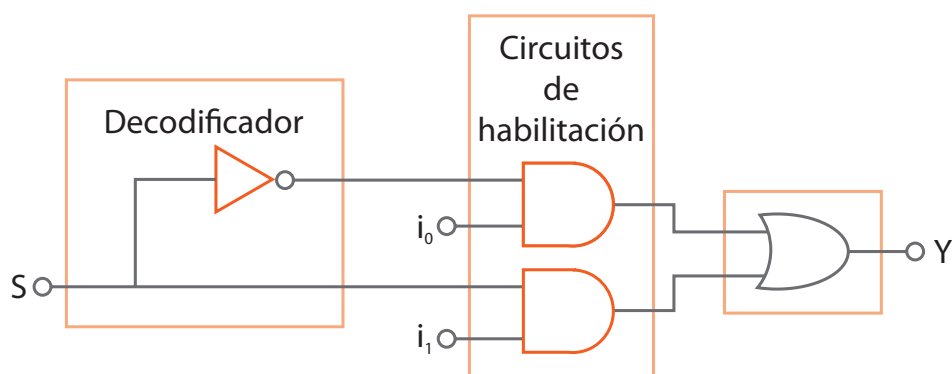 Circuitos
de
habilitación
Decodificador
i₀
S
i₁
Y